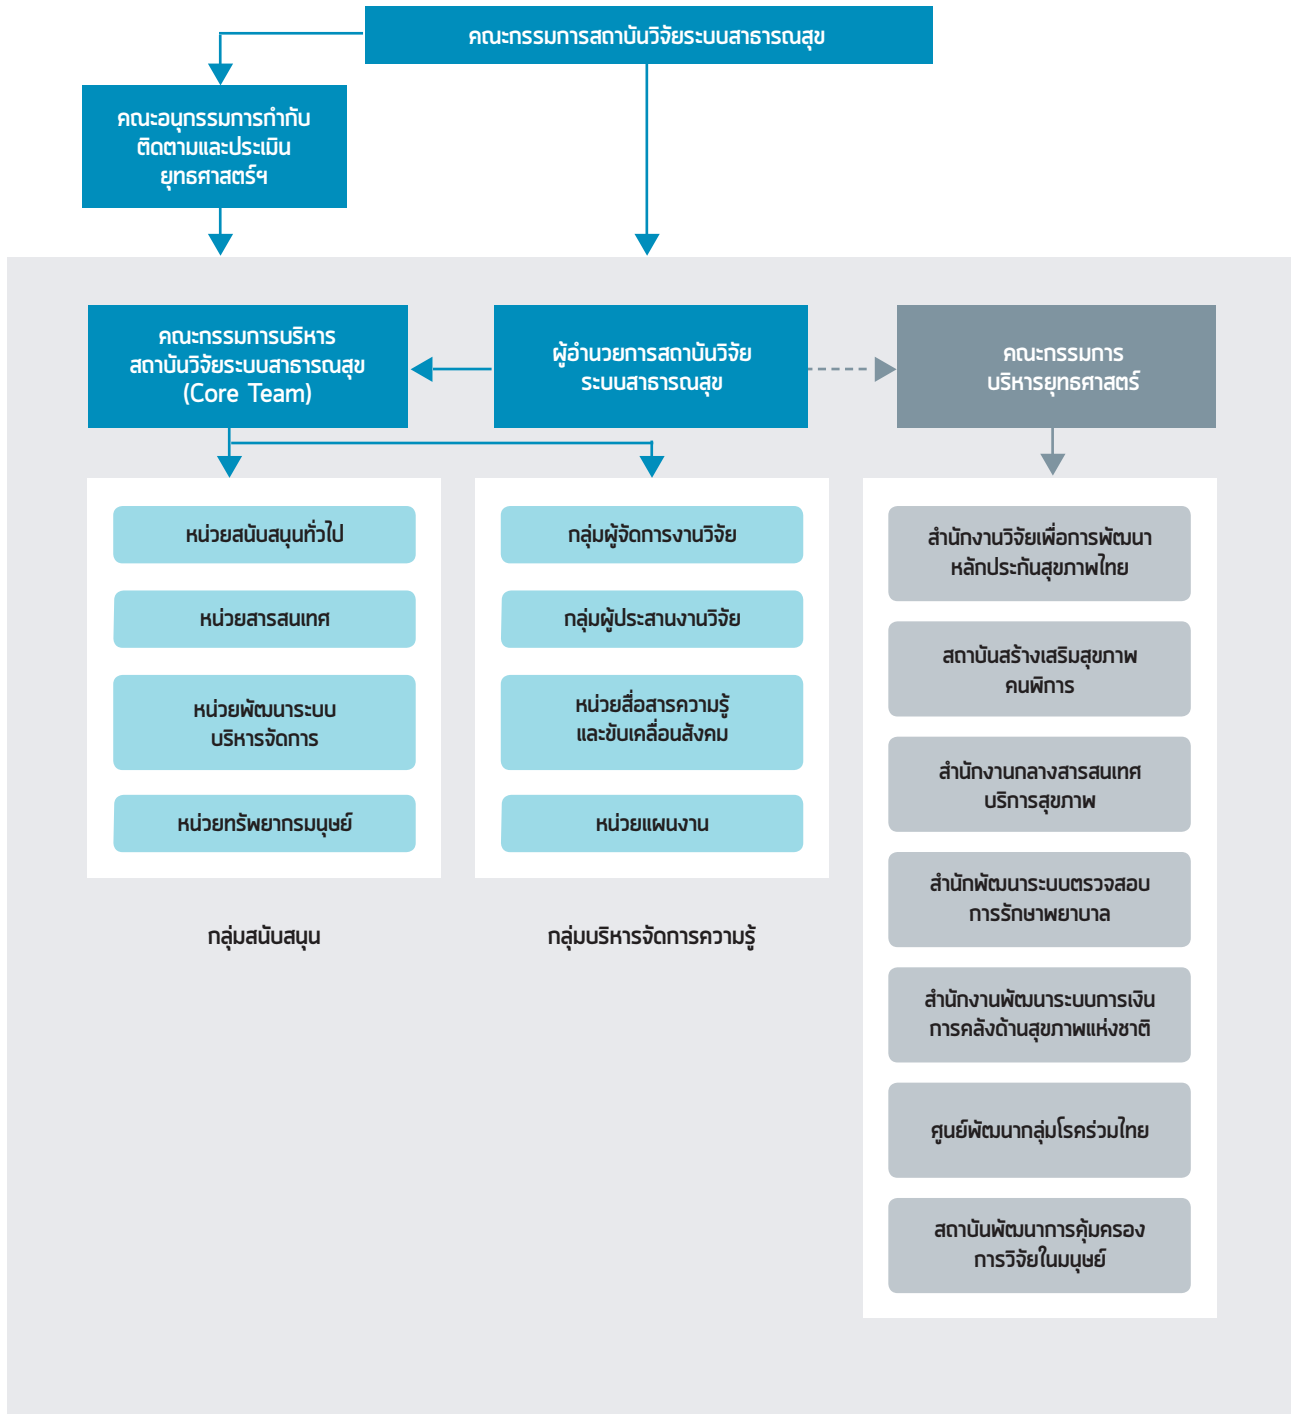 คณะกรรมการสถาบันวิจัยระบบสาธารณสุข
คณะอนุกรรมการกำกับ
ติดตามและประเมิน
ยุทธศาสตร์ฯ
คณะกรรมการบริหาร
สถาบันวิจัยระบบสาธารณสุข
(Core Team)
ผู้อำนวยการสถาบันวิจัย
ระบบสาธารณสุข
คณะกรรมการ
บริหารยุทธศาสตร์
หน่วยสนับสนุนทั่วไป
หน่วยสารสนเทศ
หน่วยพัฒนาระบบ
บริหารจัดการ
หน่วยทรัพยากรมนุษย์
กลุ่มสนับสนุน
กลุ่มผู้จัดการงานวิจัย
กลุ่มผู้ประสานงานวิจัย
หน่วยสื่อสารความรู้
และขับเคลื่อนสังคม
หน่วยแผนงาน
กลุ่มบริหารจัดการความรู้
สำนักงานวิจัยเพื่อการพัฒนา
หลักประกันสุขภาพไทย
สถาบันสร้างเสริมสุขภาพ
คนพิการ
สำนักงานกลางสารสนเทศ
บริการสุขภาพ
สำนักพัฒนาระบบตรวจสอบ
การรักษาพยาบาล
สำนักงานพัฒนาระบบการเงิน
การคลังด้านสุขภาพแห่งชาติ
ศูนย์พัฒนากลุ่มโรคร่วมไทย
สถาบันพัฒนาการคุ้มครอง
การวิจัยในมนุษย์